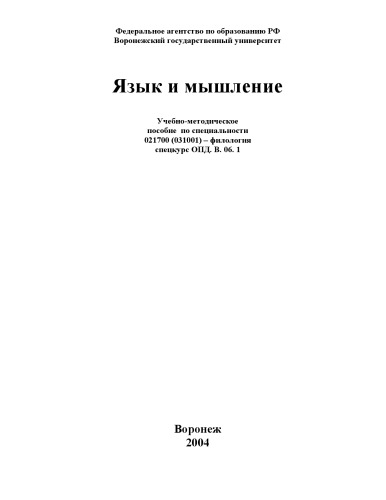 Федеральное агентство по образованию РФ
Воронежский государственный университет
Язык и мышление
Учебно-методическое
пособие по специальности
021700 (031001) – филология
спецкурс ОПД. В. 06. 1
Воронеж
2004